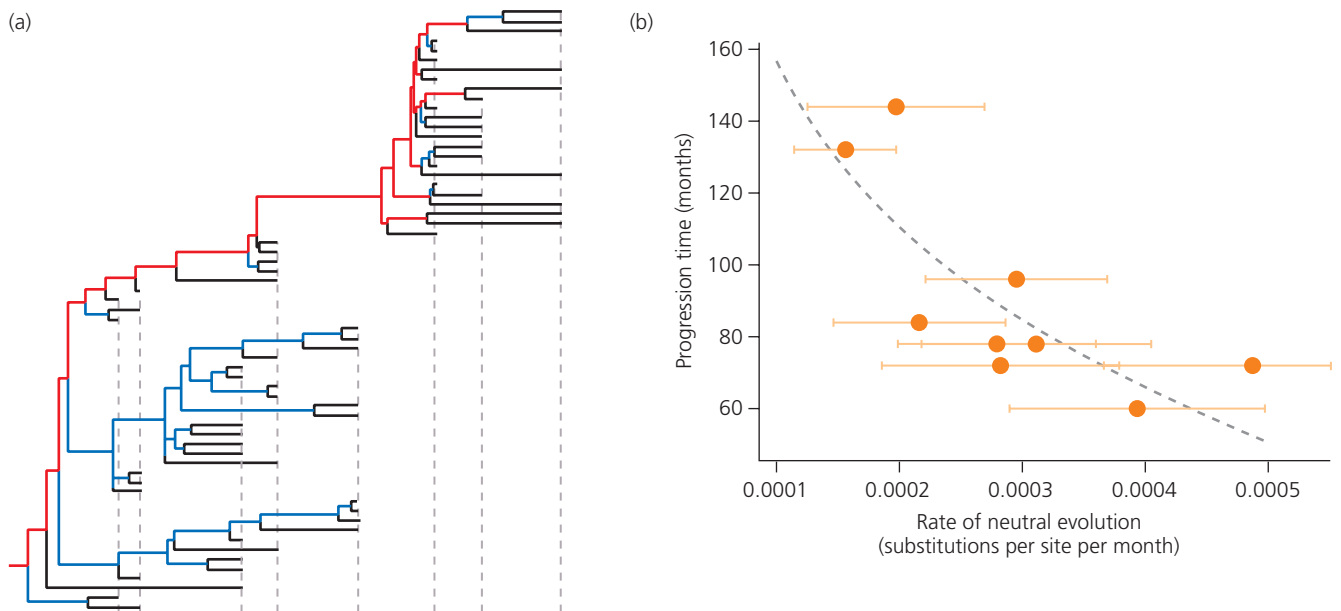 (a)
(b)
160
140
120
100
80
60
Progression time (months)
0.0001
0.0002
0.0003
0.0004
0.0005
Rate of neutral evolution
(substitutions per site per month)